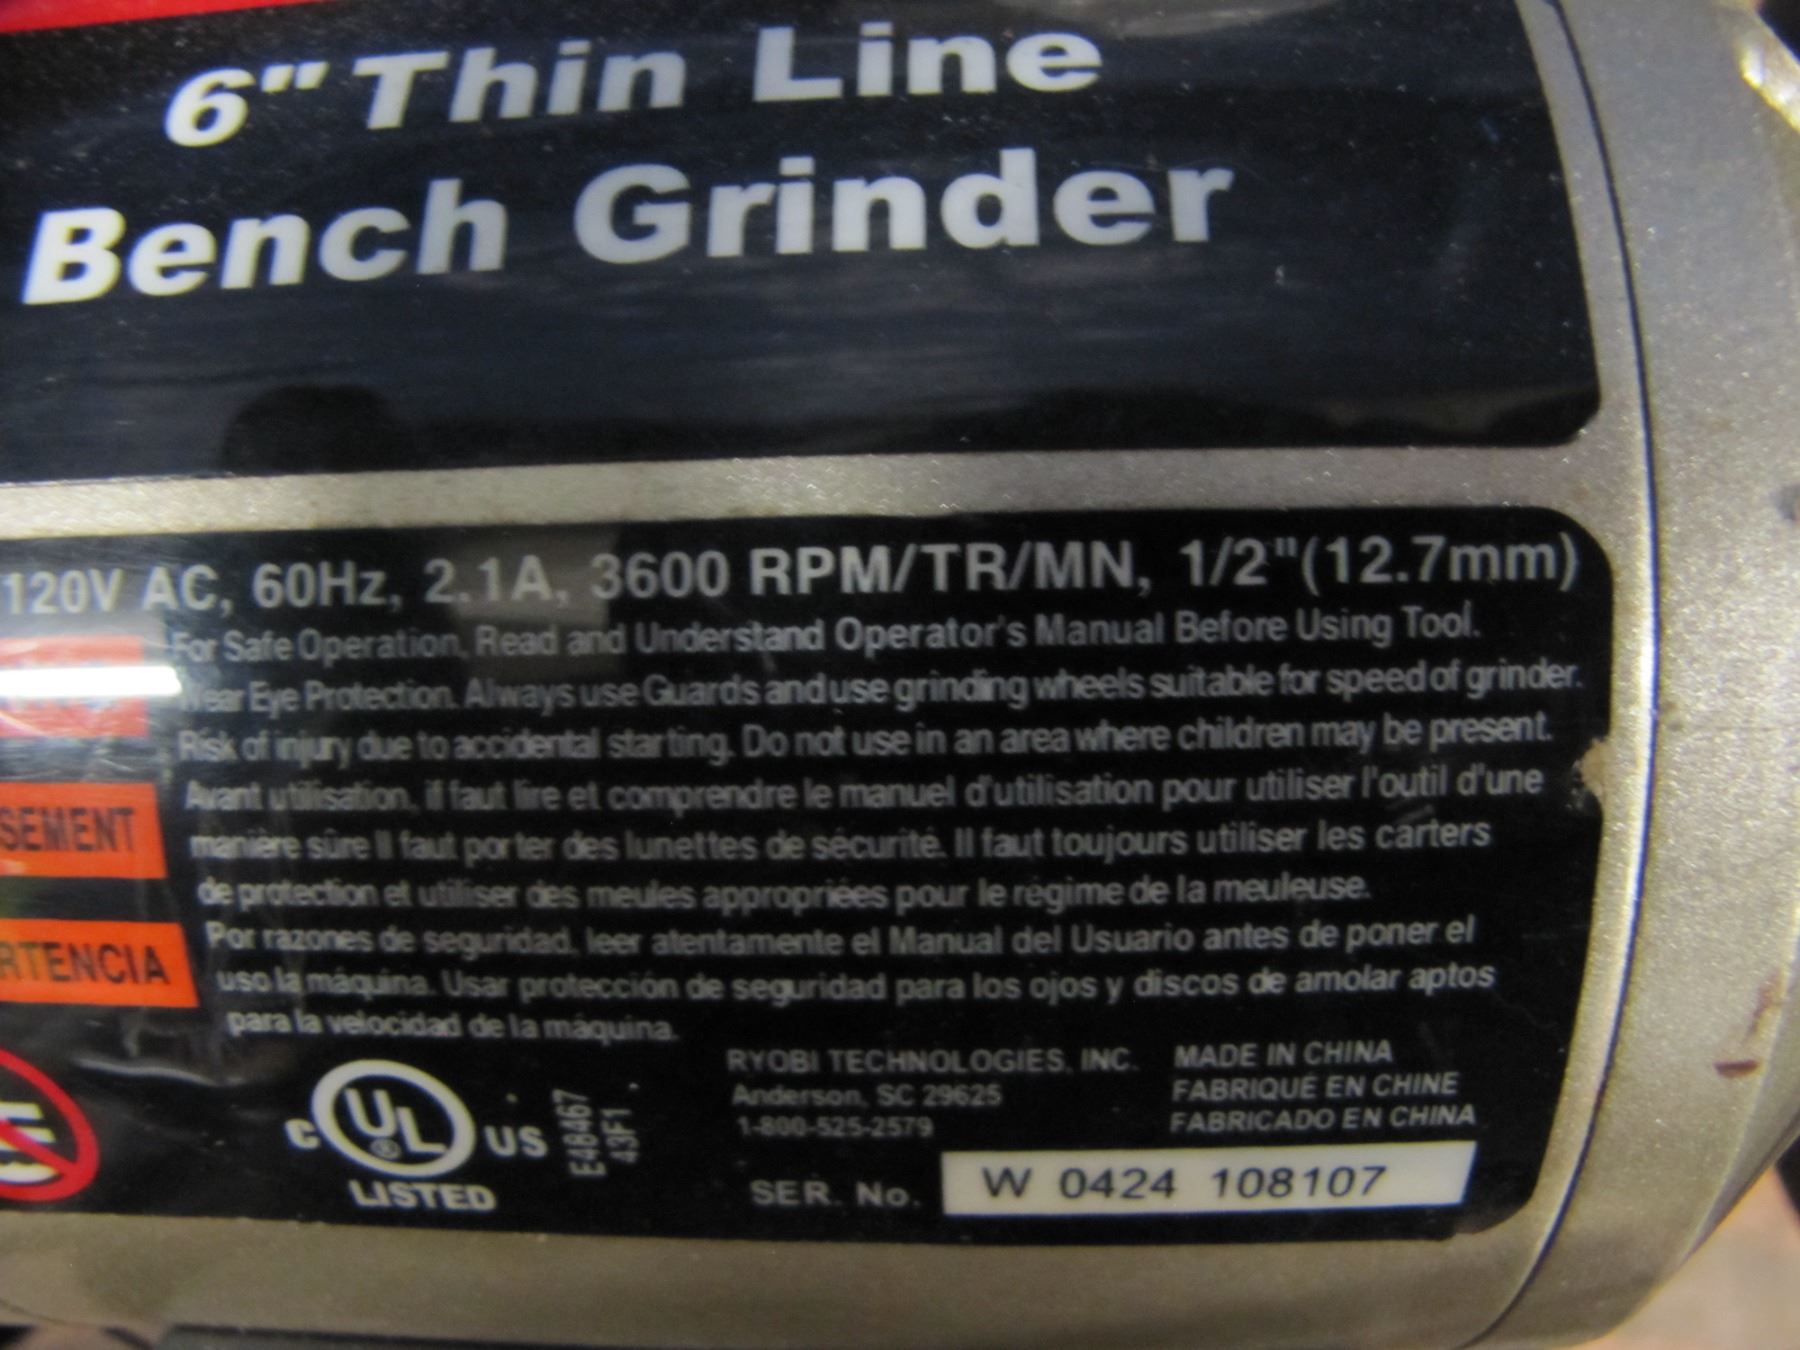 6" Thin Line
Bench Grinder
120V AC, 60Hz, 2.1A, 3600 RPM/TR/MN, 1/2"(12.7mm)
For Safe Operation, Read and Understand Operator's Manual Before Using Tool.
Wear Eye Protection. Always use Guards and use grinding wheels suitable for speed of grinder.
Risk of injury due to accidental starting. Do not use in an area where children may be present.
SEMENT
Avant utilisation, if faut lire et comprendre le manuel d'utilisation pour utiliser l'outil d'une
manière sûre Il faut porter des lunettes de sécurité. Il faut toujours utiliser les carters
de protection et utiliser des meules appropriées pour le régime de la meuleuse.
RTENCIA
Por razones de seguridad, leer atentamente el Manual del Usuario antes de poner el
uso la máquina. Usar protección de seguridad para los ojos y discos de amolar aptos
para la velocidad de la máquina.
C UL ® US
LISTED
E48467
43F1
RYOBI TECHNOLOGIES, INC.
Anderson, SC 29625
1-800-525-2579
MADE IN CHINA
FABRIQUÉ EN CHINE
FABRICADO EN CHINA
SER. No. W 0424 108107